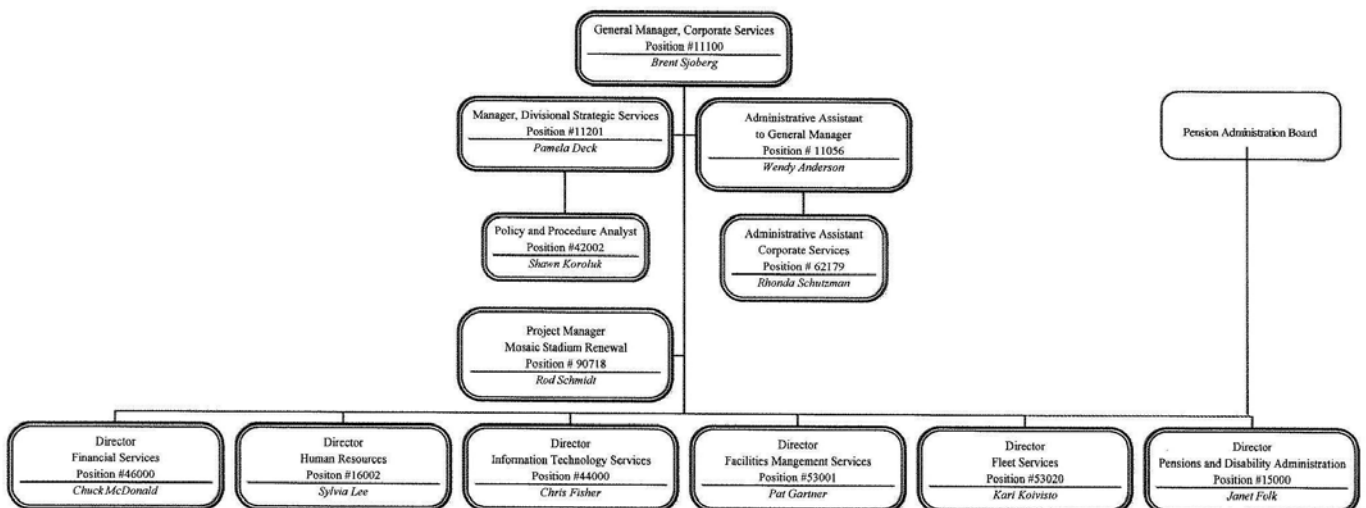 General Manager, Corporate Services
Position #11100
Brent Sjoberg
Manager, Divisional Strategic Services
Position #11201
Pamela Deck
Administrative Assistant
to General Manager
Position # 11056
Wendy Anderson
Pension Administration Board
Policy and Procedure Analyst
Position #42002
Shawn Koroluk
Administrative Assistant
Corporate Services
Position # 62179
Rhonda Schutzman
Project Manager
Mosaic Stadium Renewal
Position # 90718
Rod Schmidt
Director
Financial Services
Position #46000
Chuck McDonald
Director
Human Resources
Positon #16002
Sylvia Lee
Director
Information Technology Services
Position #44000
Chris Fisher
Director
Facilities Mangement Services
Position #53001
Pat Gartner
Director
Fleet Services
Position #53020
Kari Koivisto
Director
Pensions and Disability Administration
Position #15000
Janet Folk